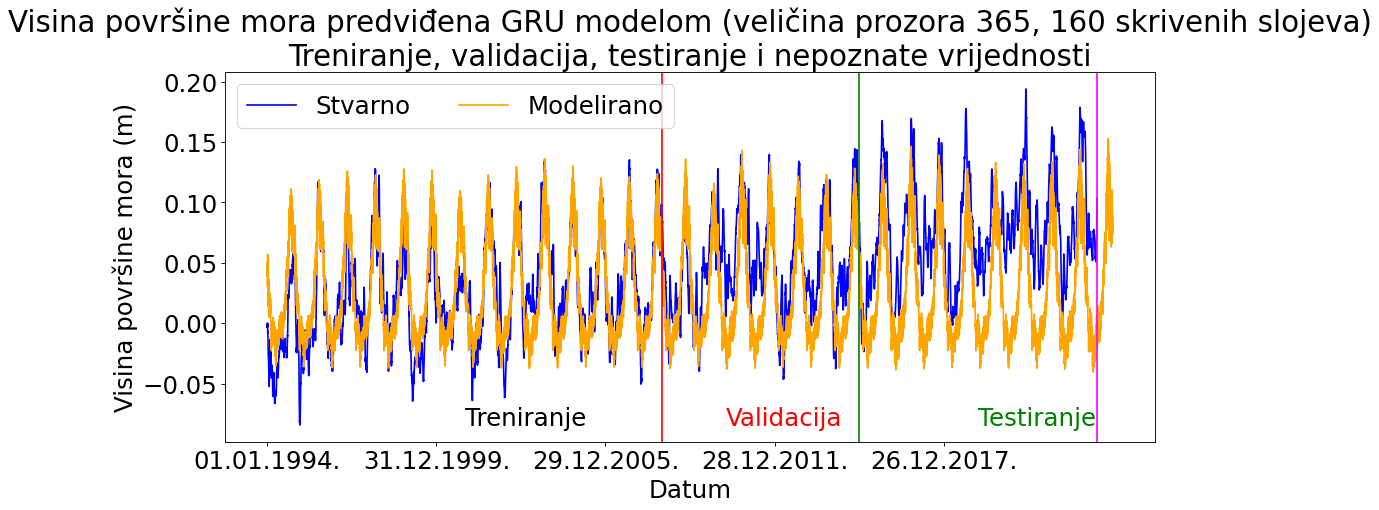 Visina površine mora predviđena GRU modelom (veličina prozora 365, 160 skrivenih slojeva)
Treniranje, validacija, testiranje i nepoznate vrijednosti
Stvarno Modelirano
Visina površine mora (m)
0.20
0.15
0.10
0.05
0.00
−0.05
Treniranje Validacija Testiranje
01.01.1994. 31.12.1999. 29.12.2005. 28.12.2011. 26.12.2017.
Datum